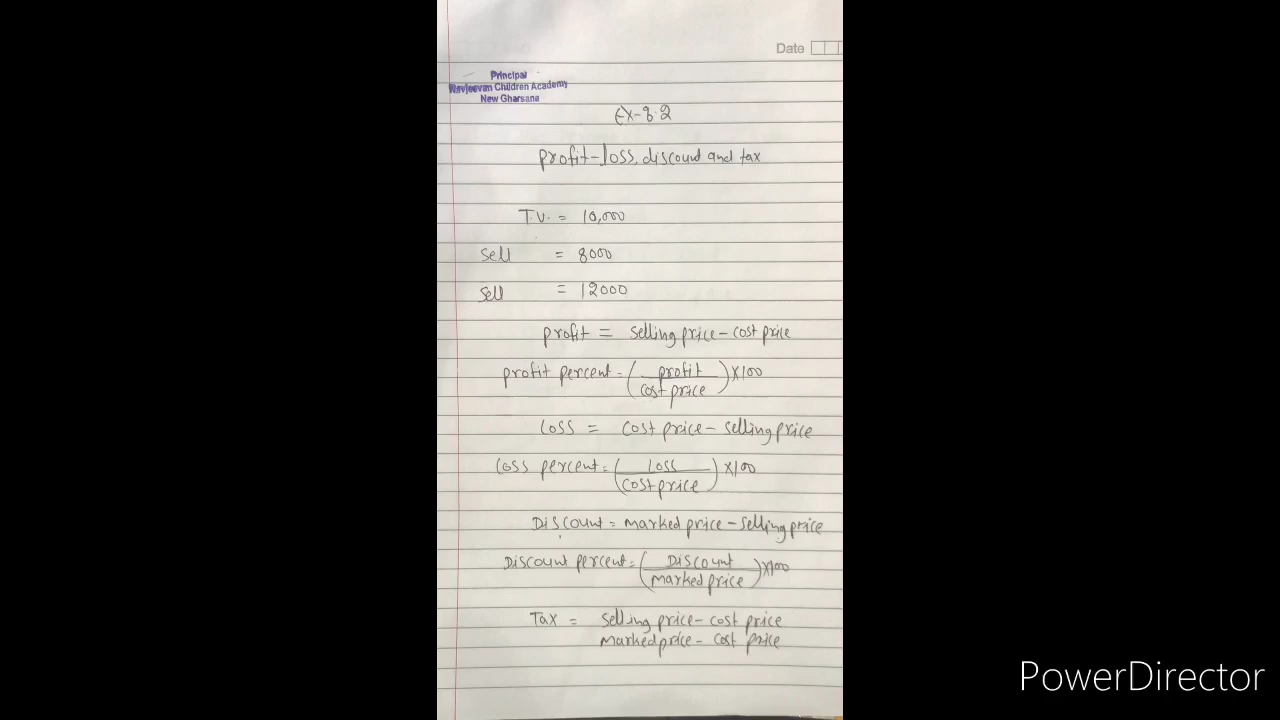 Date
Principal
Navjeevan Children Academy
New Gharsana
Ex-8.2
profit-loss, discount and tax
T.V. = 10,000
Sell = 8000
Sell = 12000
profit = selling price - cost price
profit percent = (profit/cost price) × 100
Loss = cost price - selling price
Loss percent = (Loss/cost price) × 100
Discount = marked price - selling price
Discount percent = (Discount/marked price) × 100
Tax = selling price - cost price
marked price - cost price
PowerDirector